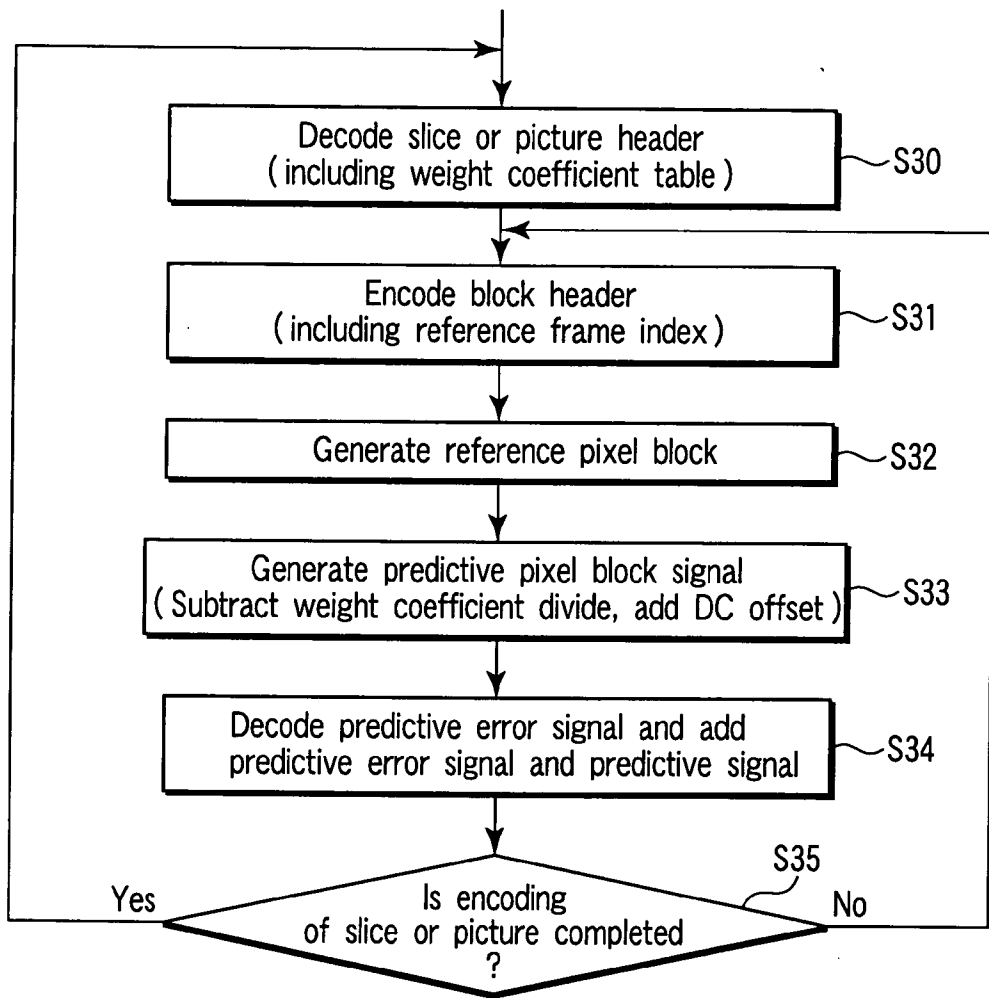 Decode slice or picture header
(including weight coefficient table)
S30
Encode block header
(including reference frame index)
S31
Generate reference pixel block
S32
Generate predictive pixel block signal
(Subtract weight coefficient divide, add DC offset)
S33
Decode predictive error signal and add
predictive error signal and predictive signal
S34
S35
Yes
Is encoding
No
of slice or picture completed
?